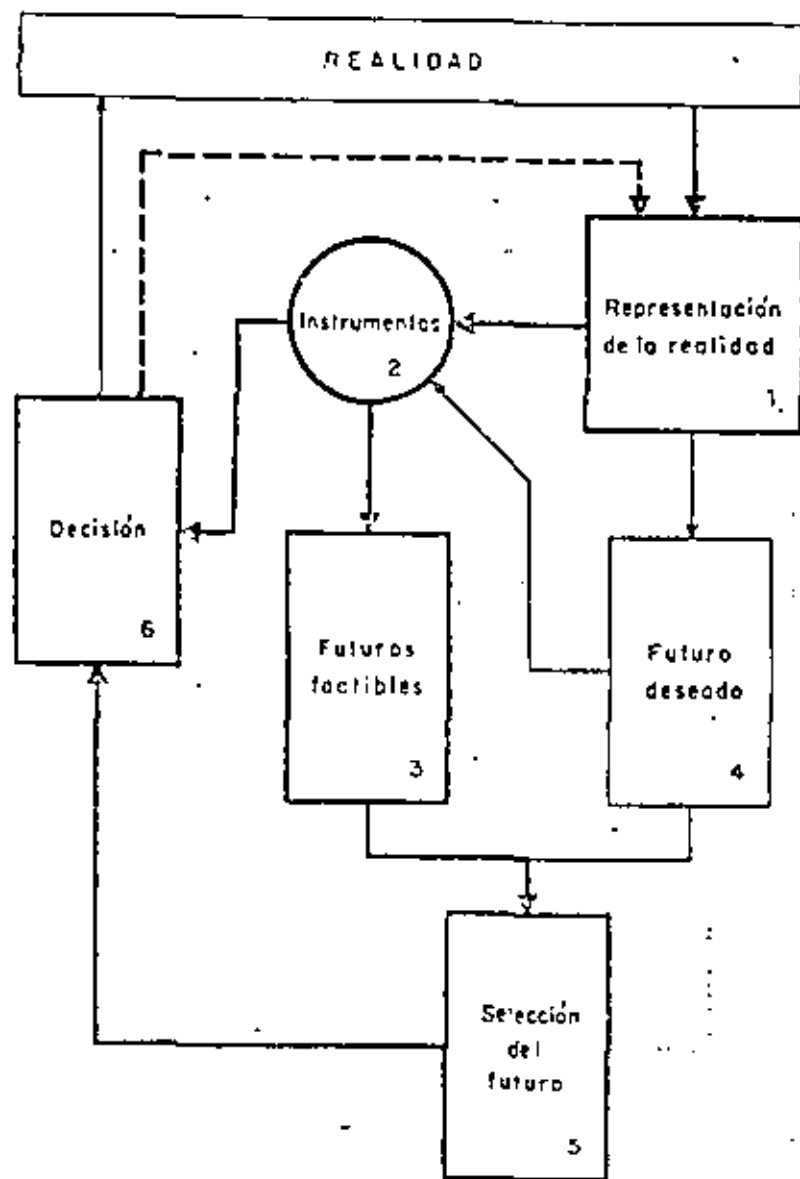 REALIDAD
Representación
de la realidad
1
Instrumentos
2
Decisión
6
Futuros
factibles
3
Futuro
deseado
4
Selección
del
futuro
5